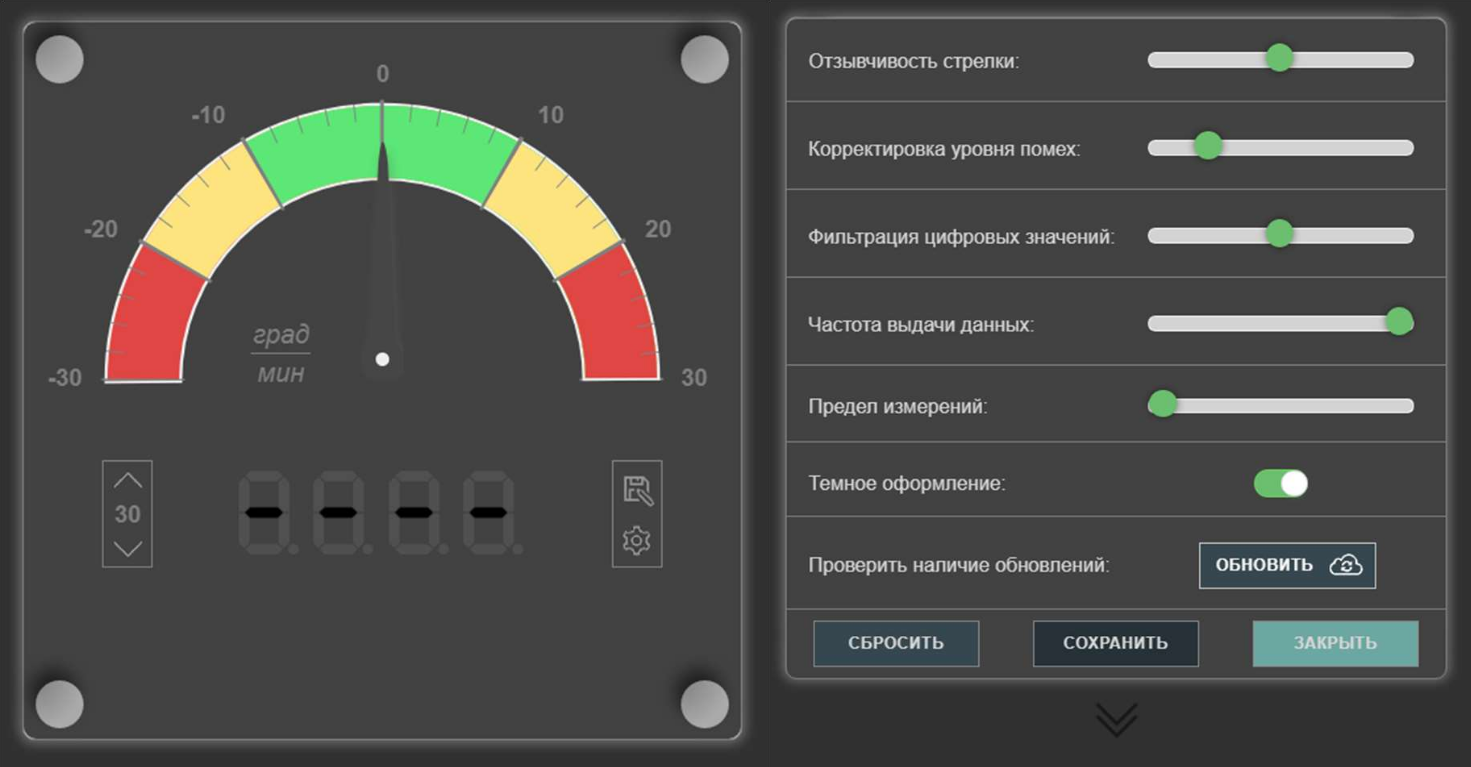 0
-10
10
-20
20
-30
30
град
мин
30
- - - -
Отзывчивость стрелки:
Корректировка уровня помех:
Фильтрация цифровых значений:
Частота выдачи данных:
Предел измерений:
Темное оформление:
Проверить наличие обновлений:
ОБНОВИТЬ
СБРОСИТЬ
СОХРАНИТЬ
ЗАКРЫТЬ